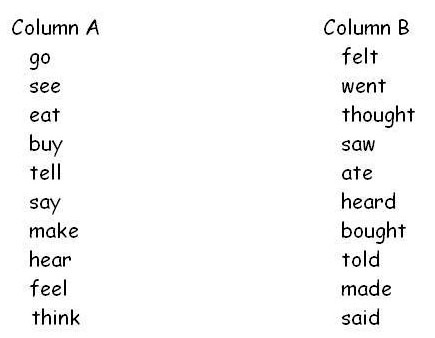 Column A Column B
go felt
see went
eat thought
buy saw
tell ate
say heard
make bought
hear told
feel made
think said